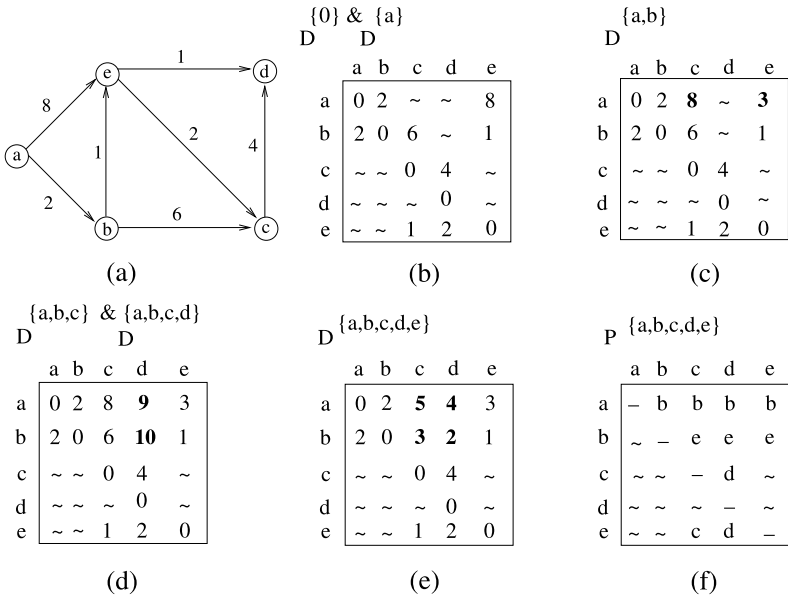 {0} & {a}
D D
a b c d e
a 0 2 ~ ~ 8
b 2 0 6 ~ 1
c ~ ~ 0 4 ~
d ~ ~ ~ 0 ~
e ~ ~ 1 2 0
(b)
{a,b}
D
a b c d e
a 0 2 8 ~ 3
b 2 0 6 ~ 1
c ~ ~ 0 4 ~
d ~ ~ ~ 0 ~
e ~ ~ 1 2 0
(c)
1
e d
8 2 4
a 1
2 6
b c
(a)
{a,b,c} & {a,b,c,d}
D D
a b c d e
a 0 2 8 9 3
b 2 0 6 10 1
c ~ ~ 0 4 ~
d ~ ~ ~ 0 ~
e ~ ~ 1 2 0
(d)
{a,b,c,d,e}
D
a b c d e
a 0 2 5 4 3
b 2 0 3 2 1
c ~ ~ 0 4 ~
d ~ ~ ~ 0 ~
e ~ ~ 1 2 0
(e)
{a,b,c,d,e}
P
a b c d e
a – b b b b
b ~ – e e e
c ~ ~ – d ~
d ~ ~ ~ – ~
e ~ ~ c d –
(f)